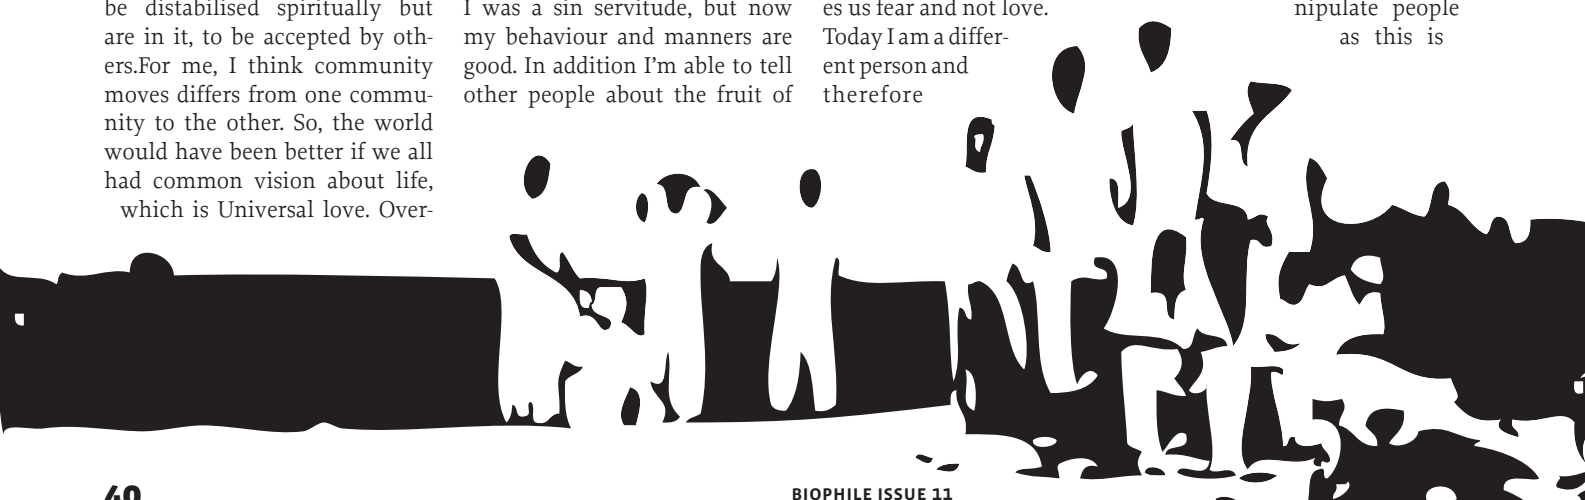 be distabilised spiritually but
are in it, to be accepted by oth-
ers.For me, I think community
moves differs from one commu-
nity to the other. So, the world
would have been better if we all
had common vision about life,
which is Universal love. Over-
I was a sin servitude, but now
my behaviour and manners are
good. In addition I'm able to tell
other people about the fruit of
es us fear and not love.
Today I am a differ-
ent person and
therefore
nipulate people
as this is
40
BIOPHILE ISSUE 11